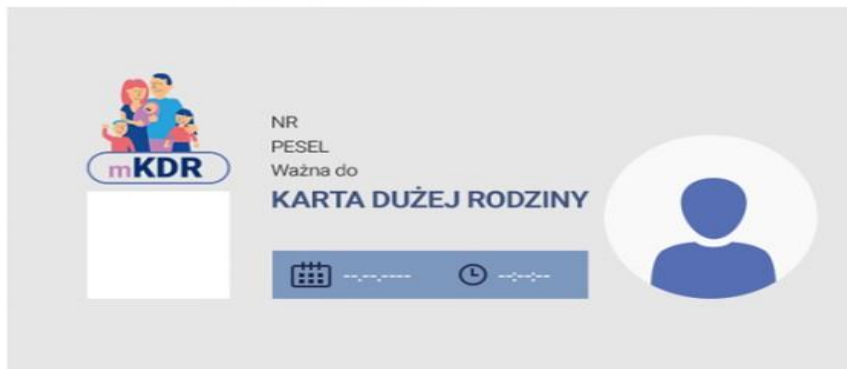 mKDR
NR
PESEL
Ważna do
KARTA DUŻEJ RODZINY
--.--.---- --:--:--